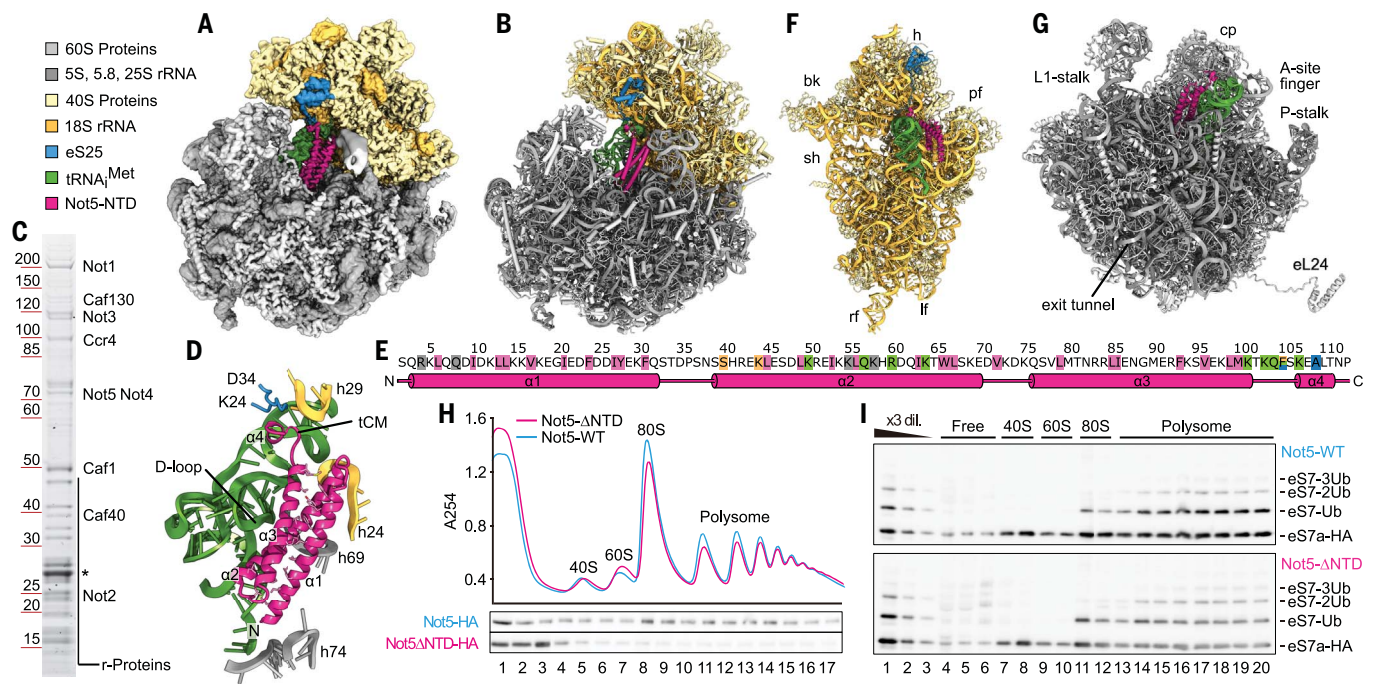 A
B
F
G
60S Proteins
5S, 5.8, 25S rRNA
40S Proteins
18S rRNA
eS25
tRNAiMet
Not5-NTD
h
bk
pf
sh
rf
lf
cp
L1-stalk
A-site
finger
P-stalk
eL24
exit tunnel
C
200
150
120
100
85
70
60
50
40
30
25
20
15
Not1
Caf130
Not3
Ccr4
Not5 Not4
Caf1
Caf40
*
Not2
r-Proteins
D
D34
K24
h29
tCM
α4
D-loop
α3
h24
h69
α2
α1
N
h74
E
5 10 15 20 25 30 35 40 45 50 55 60 65 70 75 80 85 90 95 100 105 110
SQRKLQQDIDKLLKKVKEGIEDFDDIYEKFQSTDPSNSSHREKLESDLKREIKKLQKHRDQIKTWLSKEDVKDKQSVLMTNRRLIENGMERFKSVEKLMKTKQFSKEALTNP
N α1 α2 α3 α4 C
H
Not5-ΔNTD
Not5-WT
80S
1.6
1.2
0.8
0.4
A254
40S
60S
Polysome
Not5-HA
Not5ΔNTD-HA
1 2 3 4 5 6 7 8 9 10 11 12 13 14 15 16 17
I
x3 dil. Free 40S 60S 80S Polysome
Not5-WT
eS7-3Ub
eS7-2Ub
eS7-Ub
eS7a-HA
Not5-ΔNTD
eS7-3Ub
eS7-2Ub
eS7-Ub
eS7a-HA
1 2 3 4 5 6 7 8 9 10 11 12 13 14 15 16 17 18 19 20